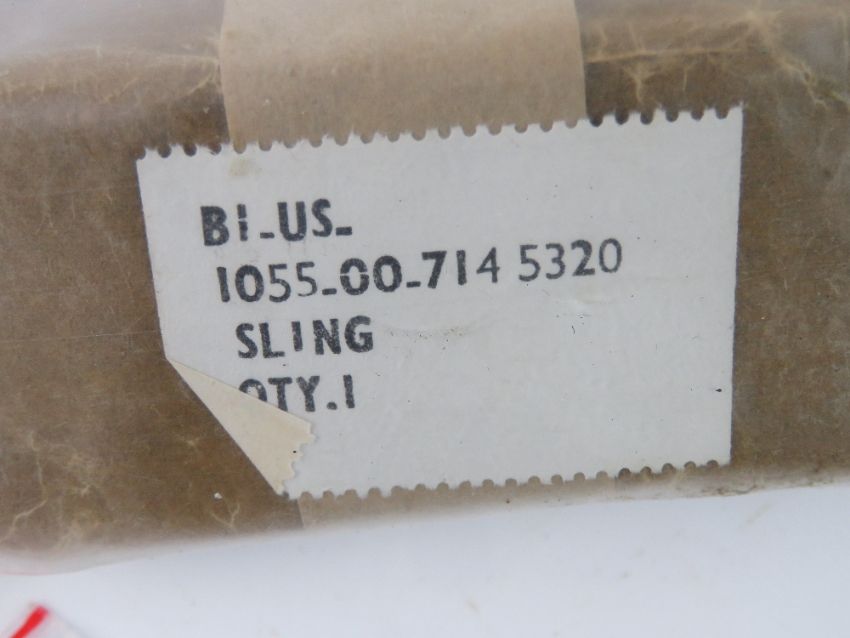 BI-US-
1055-00-714 5320
SLING
QTY.1